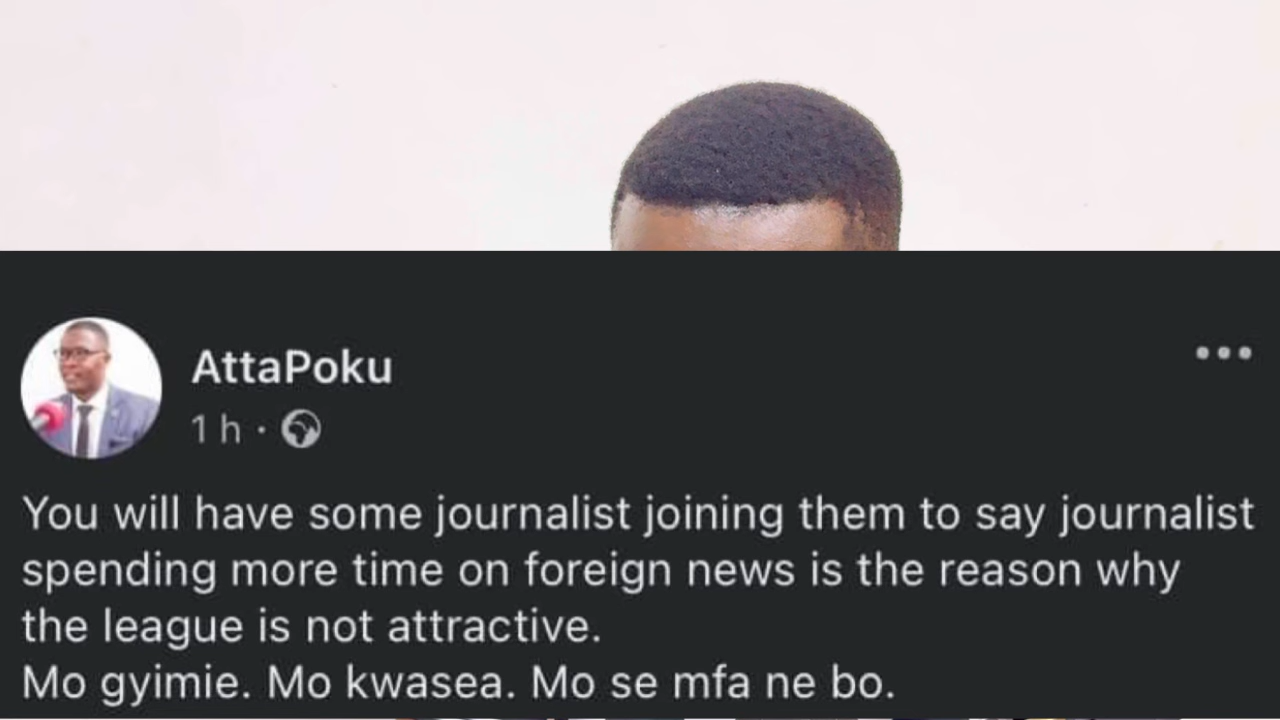 AttaPoku
1 h ·
You will have some journalist joining them to say journalist
spending more time on foreign news is the reason why
the league is not attractive.
Mo gyimie. Mo kwasea. Mo se mfa ne bo.